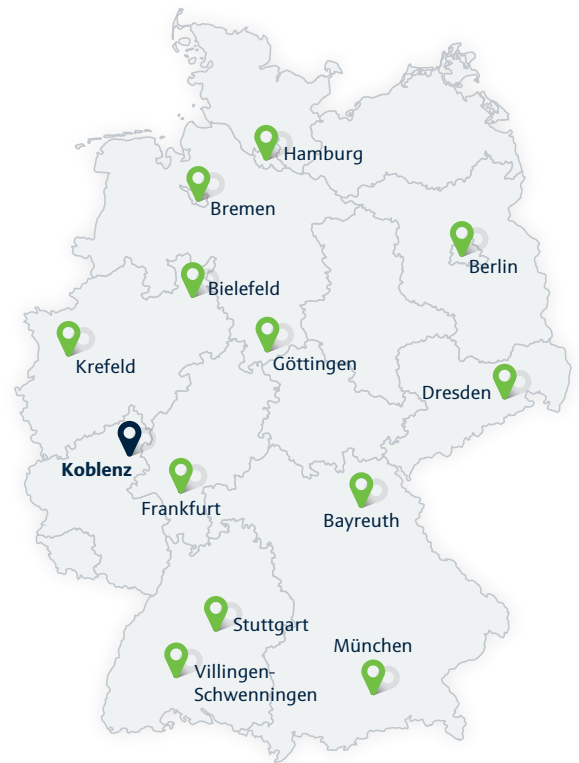 Hamburg
Bremen
Berlin
Bielefeld
Krefeld
Göttingen
Dresden
Koblenz
Frankfurt
Bayreuth
Stuttgart
München
Villingen-
Schwenningen